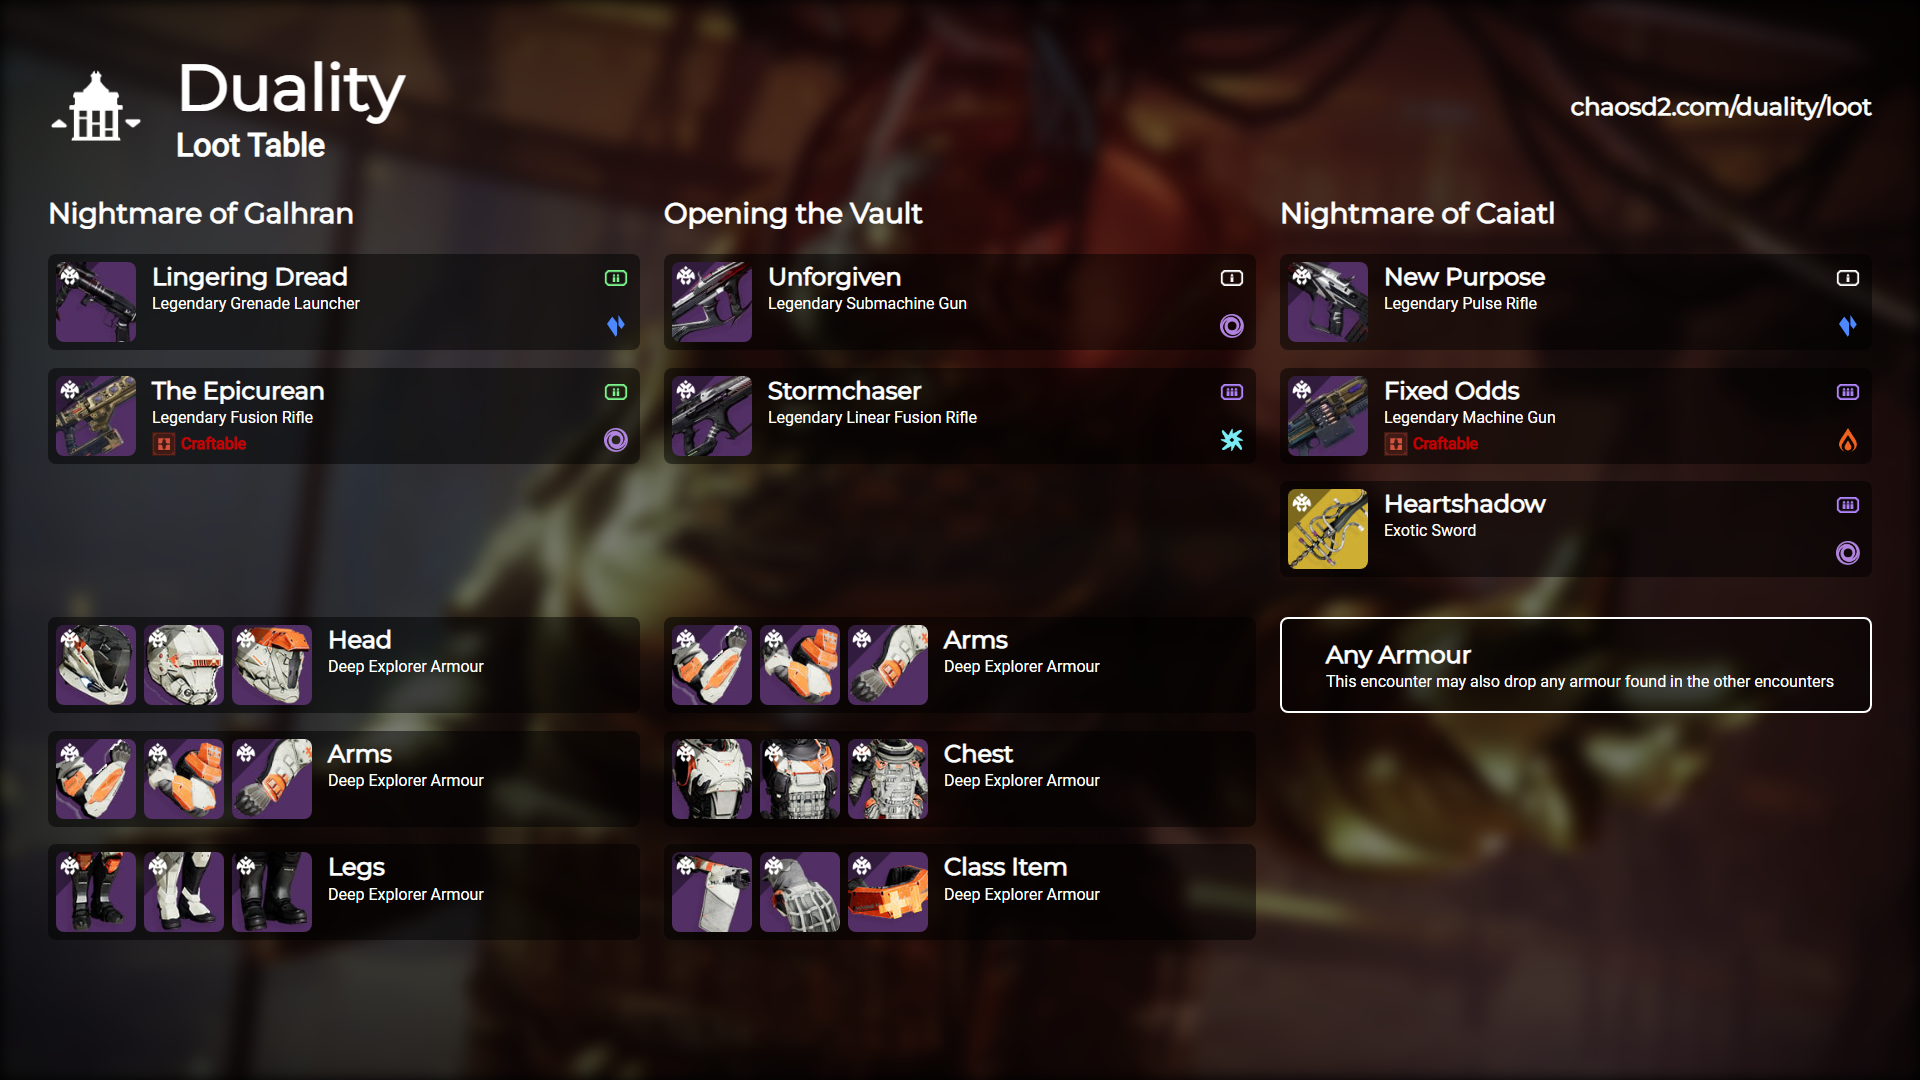 Duality
Loot Table
chaosd2.com/duality/loot
Nightmare of Galhran
Lingering Dread
Legendary Grenade Launcher
The Epicurean
Legendary Fusion Rifle
Craftable
Head
Deep Explorer Armour
Arms
Deep Explorer Armour
Legs
Deep Explorer Armour
Opening the Vault
Unforgiven
Legendary Submachine Gun
Stormchaser
Legendary Linear Fusion Rifle
Arms
Deep Explorer Armour
Chest
Deep Explorer Armour
Class Item
Deep Explorer Armour
Nightmare of Caiatl
New Purpose
Legendary Pulse Rifle
Fixed Odds
Legendary Machine Gun
Craftable
Heartshadow
Exotic Sword
Any Armour
This encounter may also drop any armour found in the other encounters